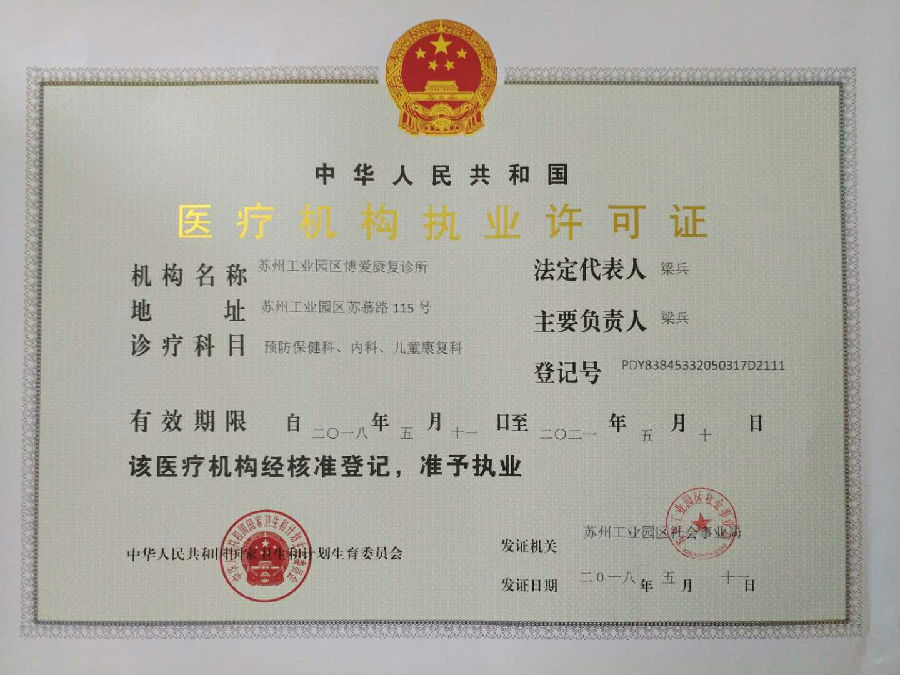 中华人民共和国
医疗机构执业许可证
机构名称 苏州工业园区博爱康复诊所
法定代表人 梁兵
地址 苏州工业园区苏慕路 115 号
主要负责人 梁兵
诊疗科目 预防保健科、内科、儿童康复科
登记号 PDY83845332050317D2111
有效期限 自 二〇一八 年 五 月 十一 日至 二〇二一 年 五 月 十 日
该医疗机构经核准登记，准予执业
中华人民共和国国家卫生和计划生育委员会
发证机关 苏州工业园区社会事业局
发证日期 二〇一八 年 五 月 十一 日